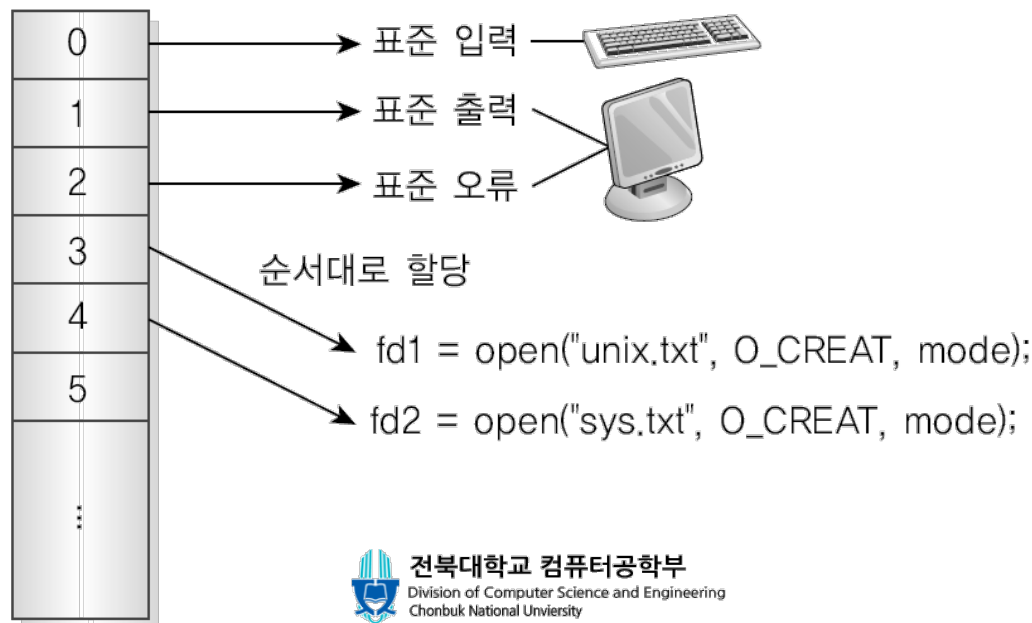 0 표준 입력
1 표준 출력
2 표준 오류
3
순서대로 할당
4
fd1 = open("unix.txt", O_CREAT, mode);
5
fd2 = open("sys.txt", O_CREAT, mode);
...
전북대학교 컴퓨터공학부
Division of Computer Science and Engineering
Chonbuk National Unviersity